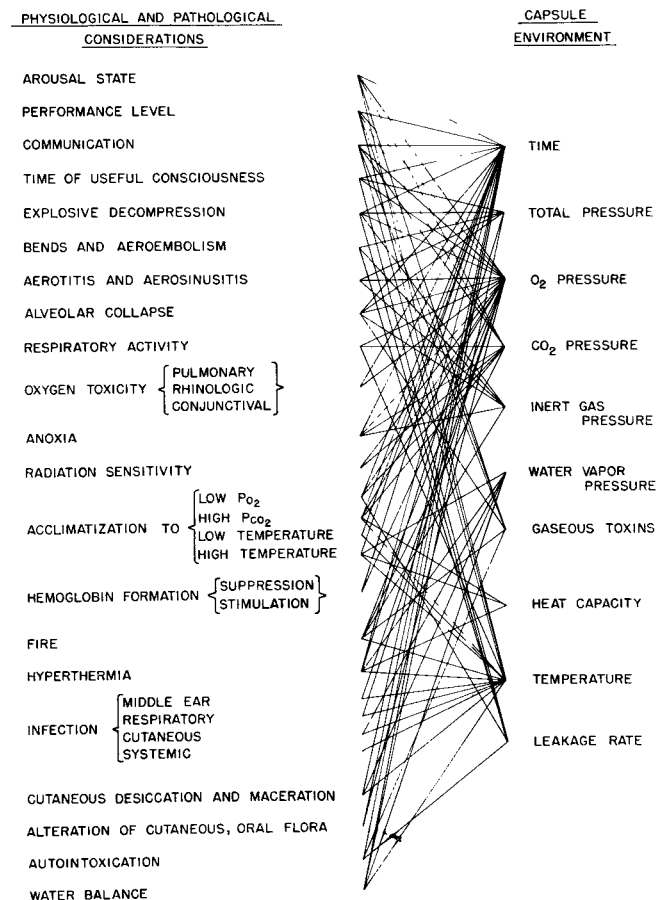 PHYSIOLOGICAL AND PATHOLOGICAL
CONSIDERATIONS
AROUSAL STATE
PERFORMANCE LEVEL
COMMUNICATION
TIME OF USEFUL CONSCIOUSNESS
EXPLOSIVE DECOMPRESSION
BENDS AND AEROEMBOLISM
AEROTITIS AND AEROSINUSITIS
ALVEOLAR COLLAPSE
RESPIRATORY ACTIVITY
OXYGEN TOXICITY
PULMONARY
RHINOLOGIC
CONJUNCTIVAL
ANOXIA
RADIATION SENSITIVITY
ACCLIMATIZATION TO
LOW PO₂
HIGH PCO₂
LOW TEMPERATURE
HIGH TEMPERATURE
HEMOGLOBIN FORMATION
SUPPRESSION
STIMULATION
FIRE
HYPERTHERMIA
INFECTION
MIDDLE EAR
RESPIRATORY
CUTANEOUS
SYSTEMIC
CUTANEOUS DESICCATION AND MACERATION
ALTERATION OF CUTANEOUS, ORAL FLORA
AUTOINTOXICATION
WATER BALANCE
CAPSULE
ENVIRONMENT
TIME
TOTAL PRESSURE
O₂ PRESSURE
CO₂ PRESSURE
INERT GAS
PRESSURE
WATER VAPOR
PRESSURE
GASEOUS TOXINS
HEAT CAPACITY
TEMPERATURE
LEAKAGE RATE